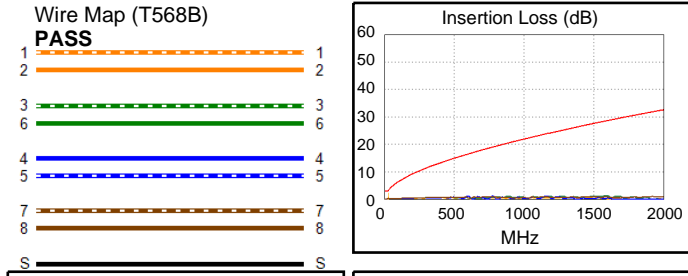 Wire Map (T568B)
PASS
1 1
2 2
3 3
6 6
4 4
5 5
7 7
8 8
S S
Insertion Loss (dB)
60
50
40
30
20
10
0
0 500 1000 1500 2000
MHz